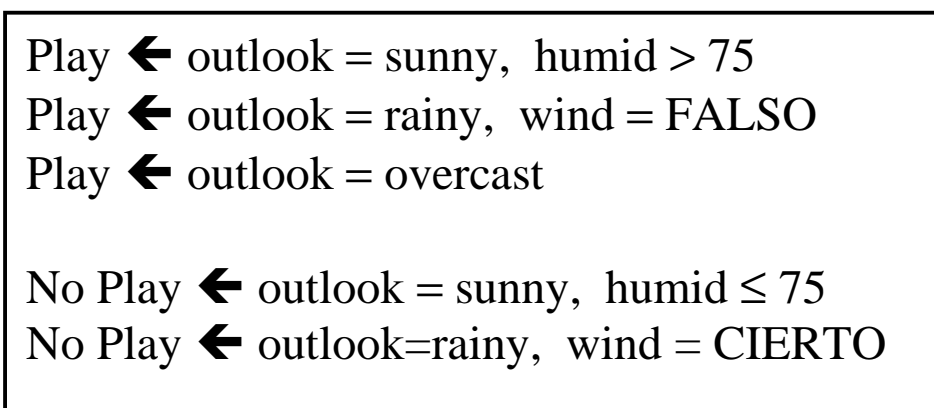 Play 🡸 outlook = sunny, humid > 75
Play 🡸 outlook = rainy, wind = FALSO
Play 🡸 outlook = overcast
No Play 🡸 outlook = sunny, humid ≤ 75
No Play 🡸 outlook=rainy, wind = CIERTO